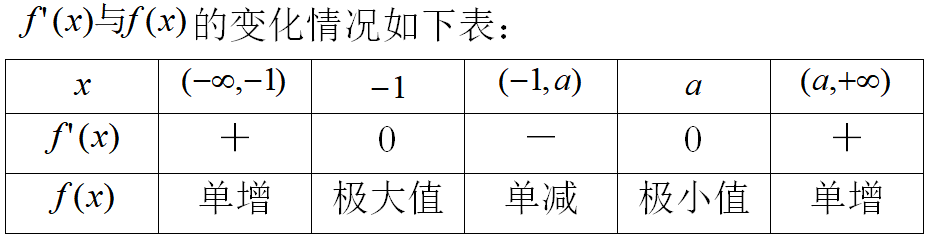 f'(x)与f(x)的变化情况如下表：
x (−∞,−1) −1 (−1,a) a (a,+∞)
f'(x) ＋ 0 － 0 ＋
f(x) 单增 极大值 单减 极小值 单增